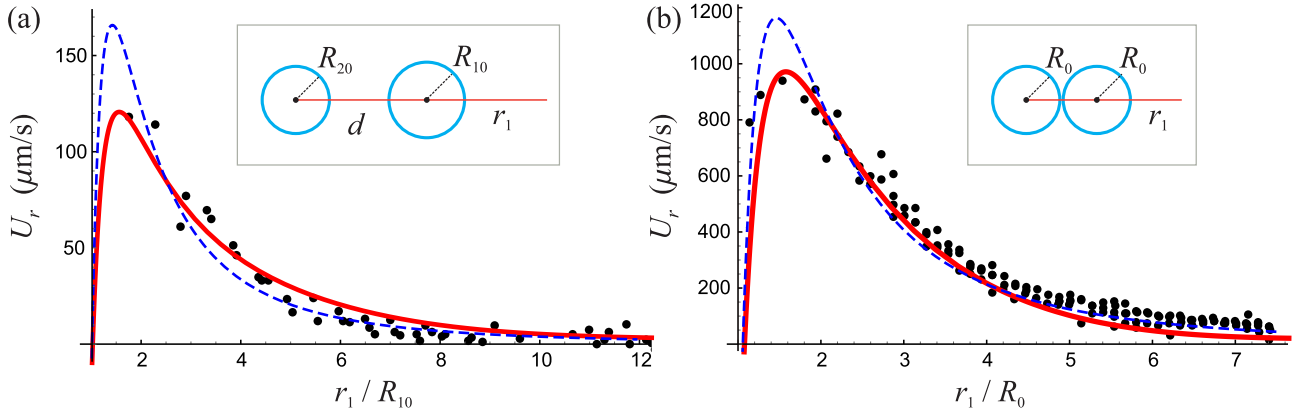 (a)
U_r (μm/s)
150
100
50
2 4 6 8 10 12
r_1 / R_10
R_20
R_10
d
r_1
(b)
U_r (μm/s)
1200
1000
800
600
400
200
2 3 4 5 6 7
r_1 / R_0
R_0
R_0
r_1